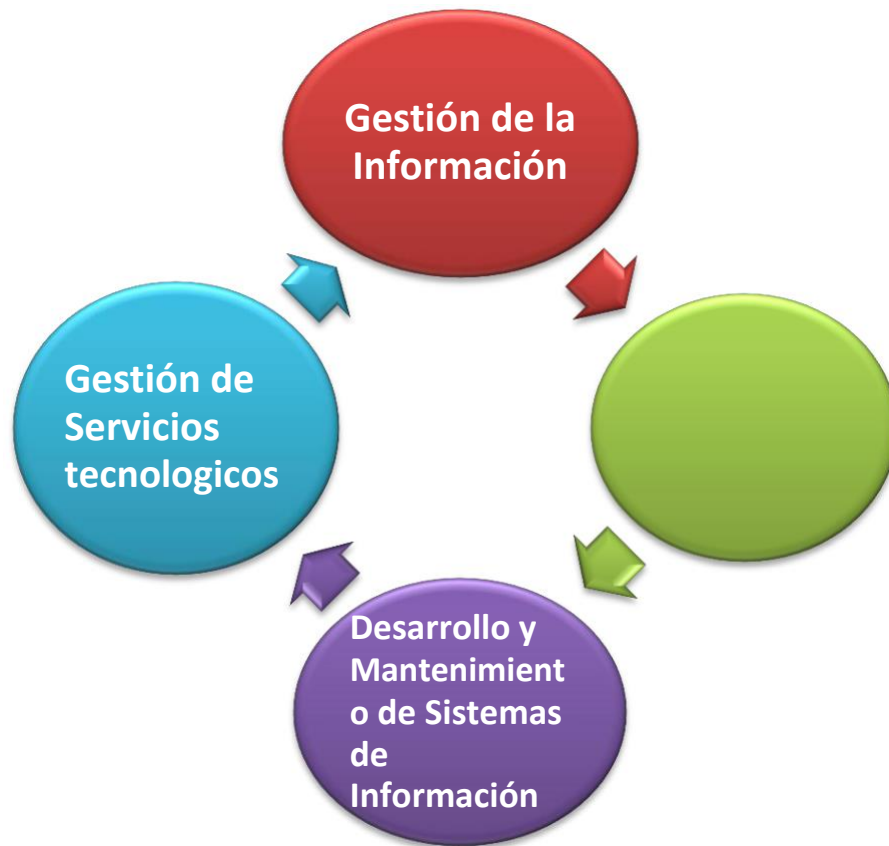 Gestión de la
Información
Gestión de
Servicios
tecnologicos
Desarrollo y
Mantenimient
o de Sistemas
de
Información